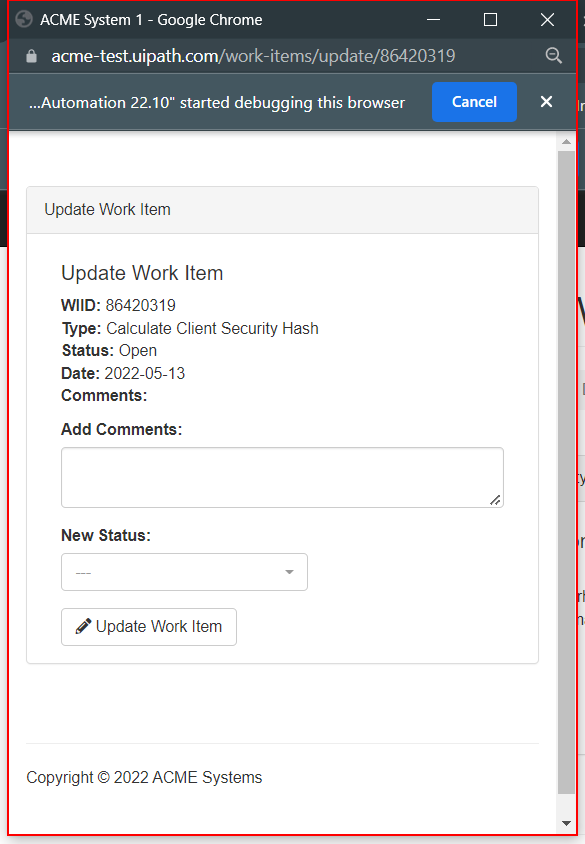 ACME System 1 - Google Chrome
acme-test.uipath.com/work-items/update/86420319
...Automation 22.10" started debugging this browser
Cancel
Update Work Item
Update Work Item
WIID: 86420319
Type: Calculate Client Security Hash
Status: Open
Date: 2022-05-13
Comments:
Add Comments:
New Status:
---
Update Work Item
Copyright © 2022 ACME Systems